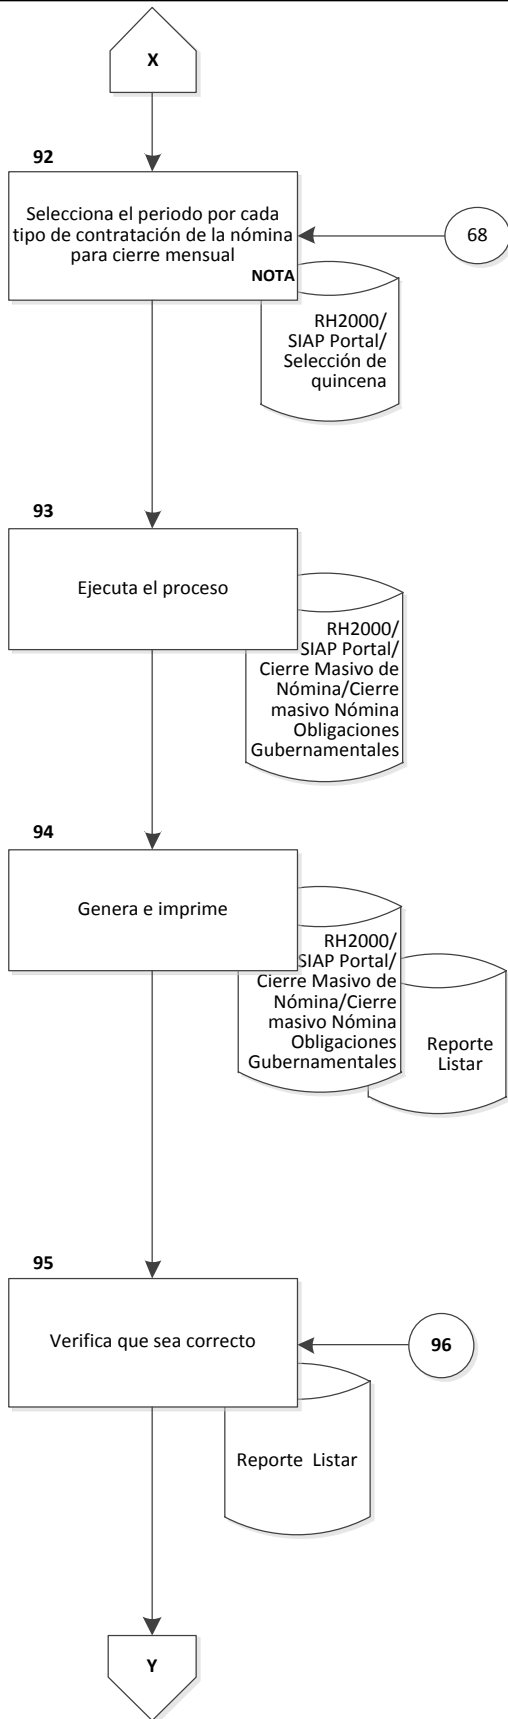 X
92
Selecciona el periodo por cada
tipo de contratación de la nómina
para cierre mensual
NOTA
68
RH2000/
SIAP Portal/
Selección de
quincena
93
Ejecuta el proceso
RH2000/
SIAP Portal/
Cierre Masivo de
Nómina/Cierre
masivo Nómina
Obligaciones
Gubernamentales
94
Genera e imprime
RH2000/
SIAP Portal/
Cierre Masivo de
Nómina/Cierre
masivo Nómina
Obligaciones
Gubernamentales
Reporte
Listar
95
Verifica que sea correcto
96
Reporte Listar
Y